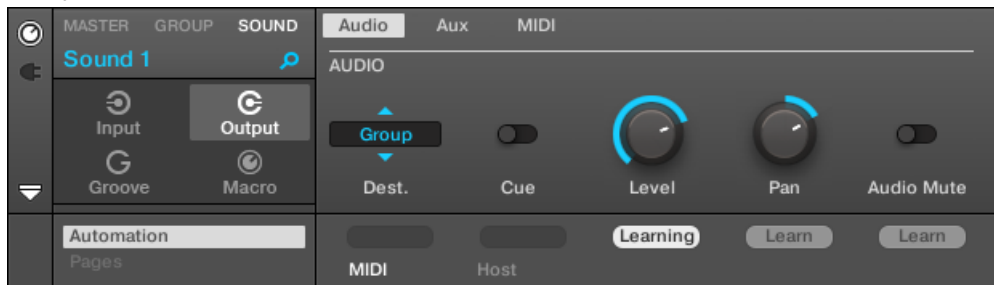 MASTER GROUP SOUND
Sound 1
Input Output
Groove Macro
Automation
Pages
Audio Aux MIDI
AUDIO
Group
Dest. Cue Level Pan Audio Mute
Learning Learn Learn
MIDI Host